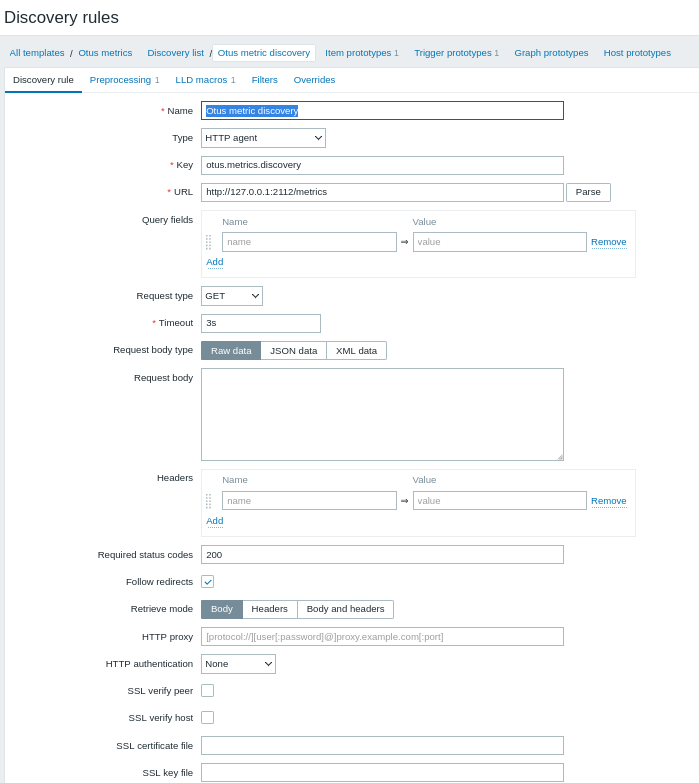 Discovery rules
All templates / Otus metrics Discovery list / Otus metric discovery Item prototypes 1 Trigger prototypes 1 Graph prototypes Host prototypes
Discovery rule Preprocessing 1 LLD macros 1 Filters Overrides
* Name Otus metric discovery
Type HTTP agent
* Key otus.metrics.discovery
* URL http://127.0.0.1:2112/metrics Parse
Query fields Name Value
name ⇒ value Remove
Add
Request type GET
* Timeout 3s
Request body type Raw data JSON data XML data
Request body
Headers Name Value
name ⇒ value Remove
Add
Required status codes 200
Follow redirects
Retrieve mode Body Headers Body and headers
HTTP proxy [protocol://][user[:password]@]proxy.example.com[:port]
HTTP authentication None
SSL verify peer
SSL verify host
SSL certificate file
SSL key file